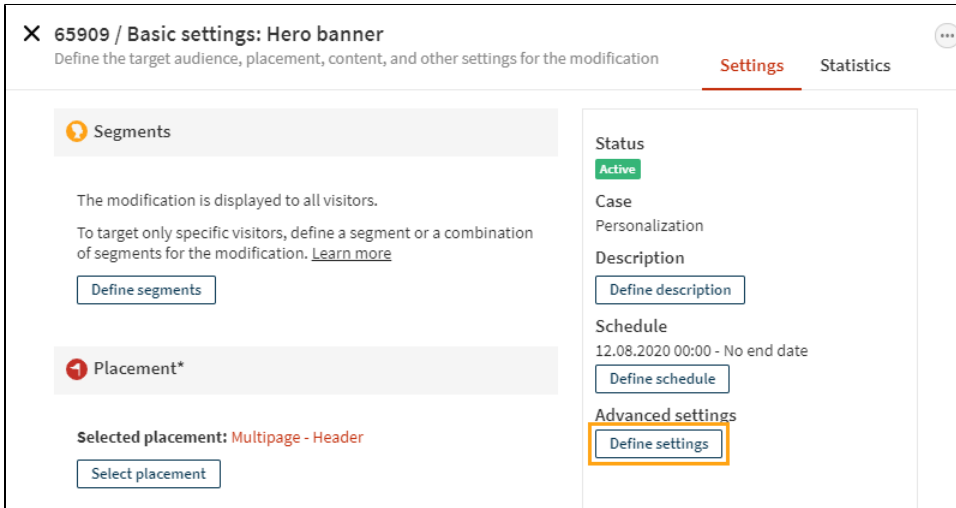 65909 / Basic settings: Hero banner
Define the target audience, placement, content, and other settings for the modification
Settings
Statistics
Segments
The modification is displayed to all visitors.
To target only specific visitors, define a segment or a combination
of segments for the modification. Learn more
Define segments
Placement*
Selected placement: Multipage - Header
Select placement
Status
Active
Case
Personalization
Description
Define description
Schedule
12.08.2020 00:00 - No end date
Define schedule
Advanced settings
Define settings